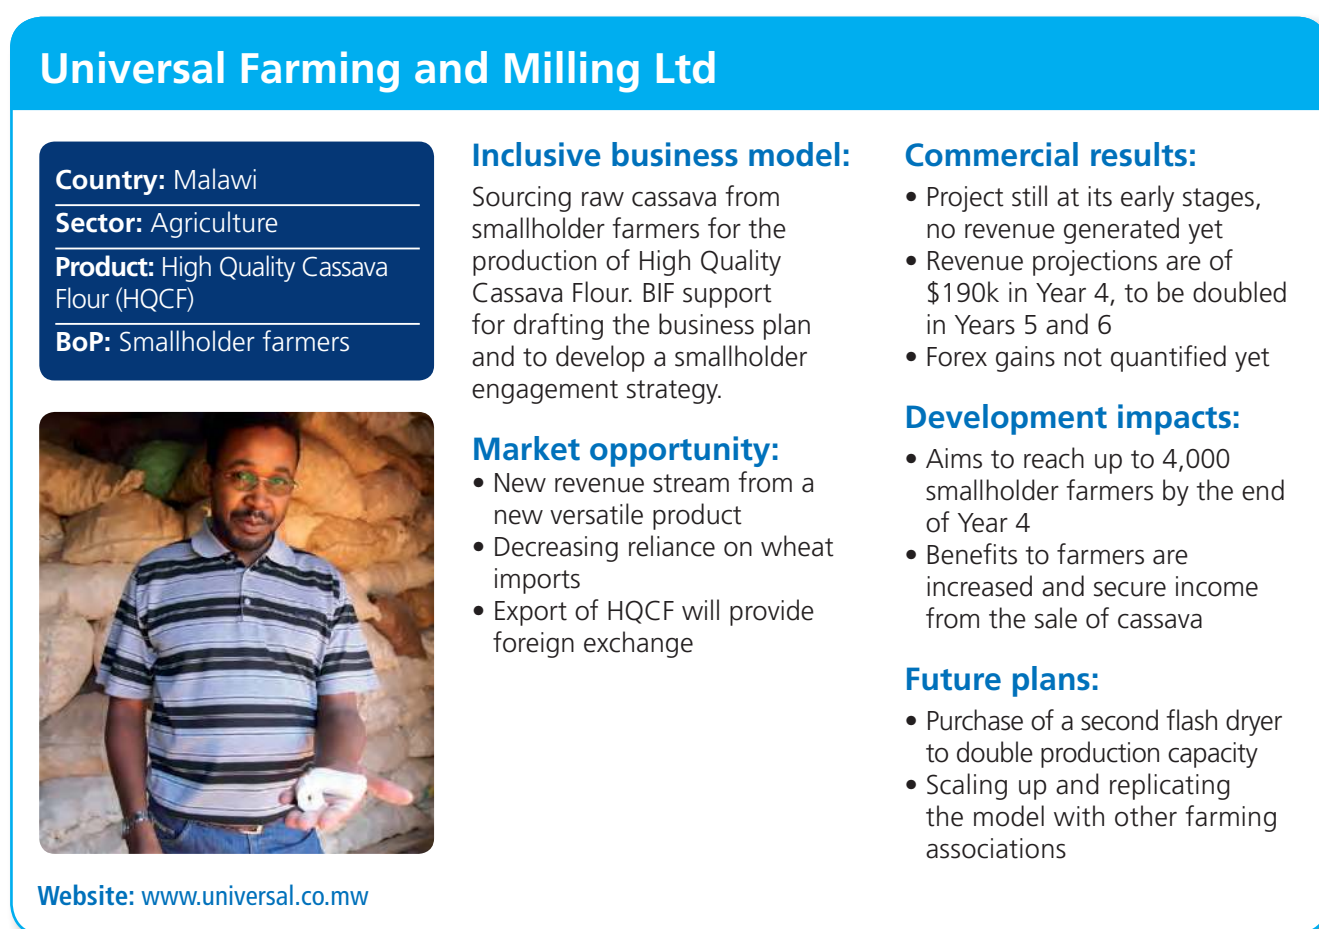 Universal Farming and Milling Ltd
Country: Malawi
Sector: Agriculture
Product: High Quality Cassava
Flour (HQCF)
BoP: Smallholder farmers
Website: www.universal.co.mw
Inclusive business model:
Sourcing raw cassava from
smallholder farmers for the
production of High Quality
Cassava Flour. BIF support
for drafting the business plan
and to develop a smallholder
engagement strategy.
Market opportunity:
• New revenue stream from a
new versatile product
• Decreasing reliance on wheat
imports
• Export of HQCF will provide
foreign exchange
Commercial results:
• Project still at its early stages,
no revenue generated yet
• Revenue projections are of
$190k in Year 4, to be doubled
in Years 5 and 6
• Forex gains not quantified yet
Development impacts:
• Aims to reach up to 4,000
smallholder farmers by the end
of Year 4
• Benefits to farmers are
increased and secure income
from the sale of cassava
Future plans:
• Purchase of a second flash dryer
to double production capacity
• Scaling up and replicating
the model with other farming
associations